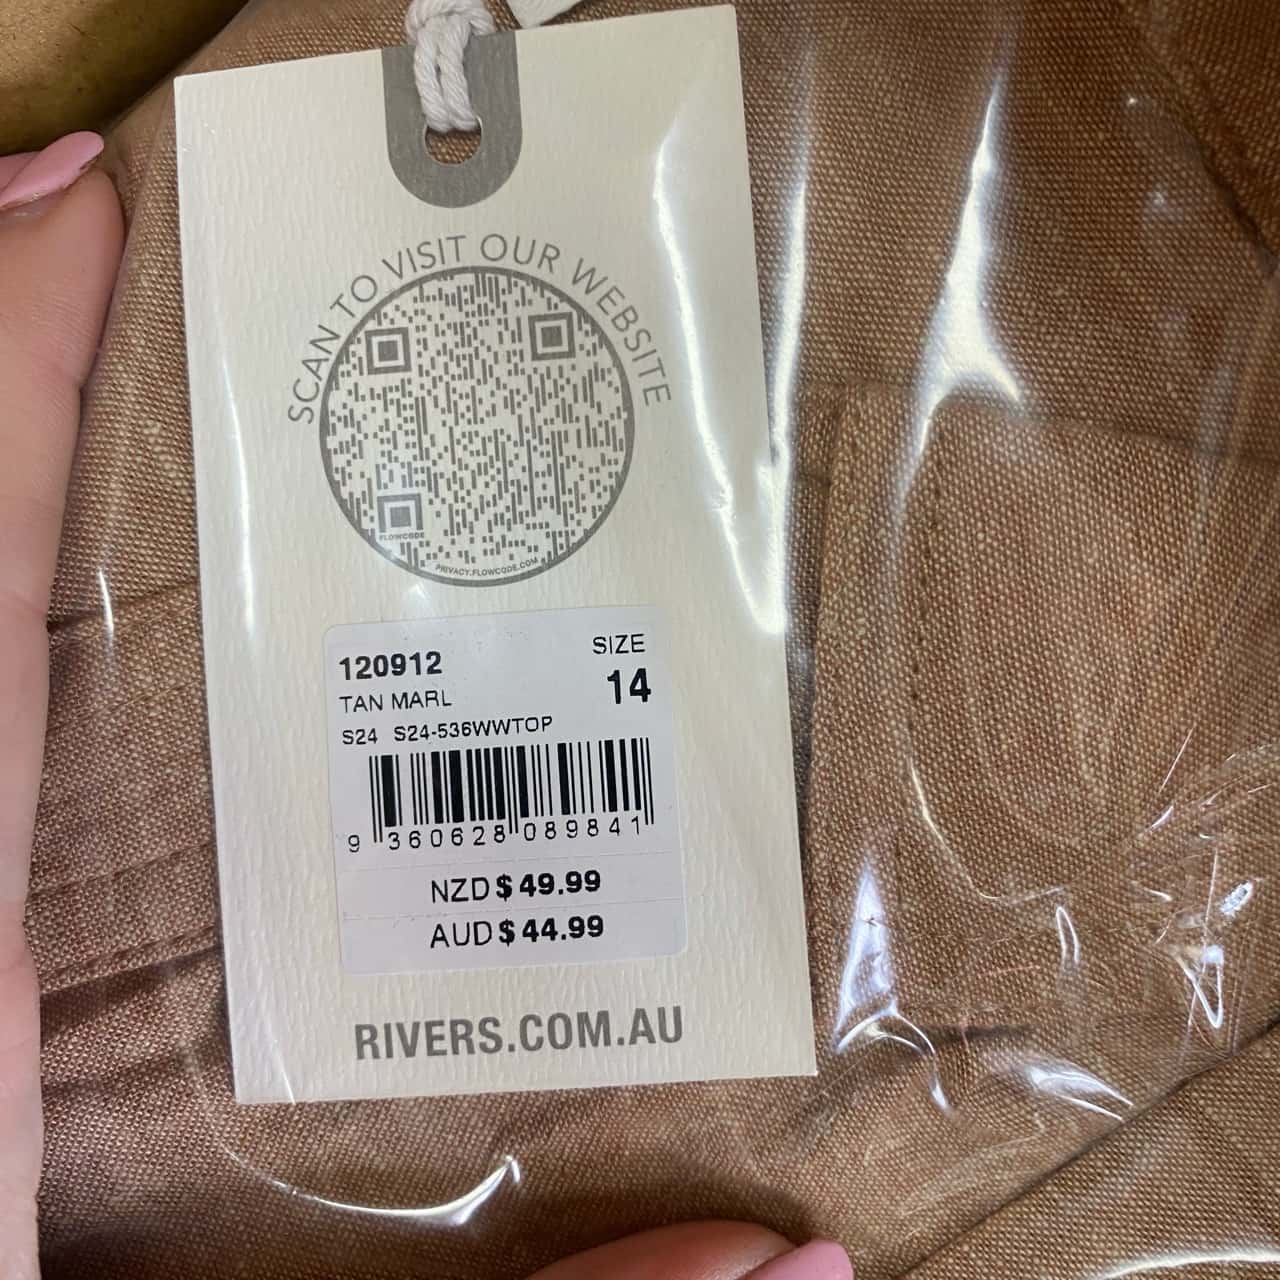 SCAN TO VISIT OUR WEBSITE
FLOWCODE
PRIVACY.FLOWCODE.COM
120912
SIZE
TAN MARL
14
S24 S24-536WWTOP
9 360628 089841
NZD $ 49.99
AUD $ 44.99
RIVERS.COM.AU